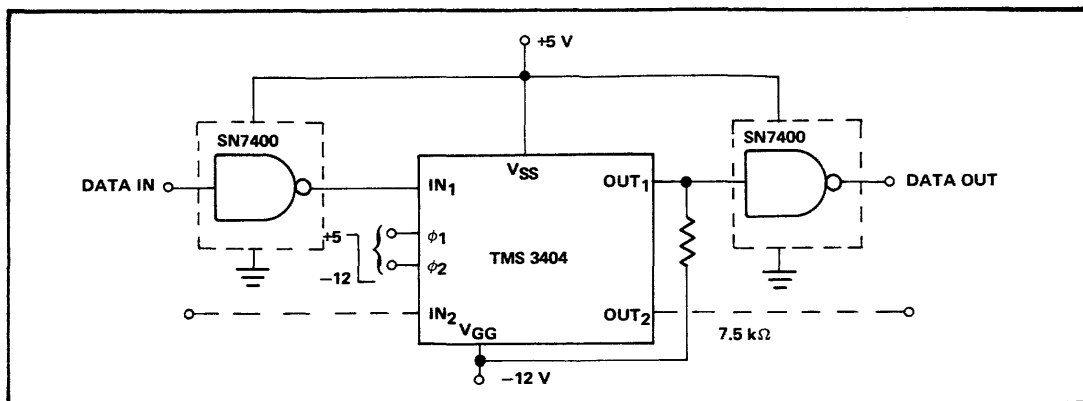 +5 V
SN7400
SN7400
DATA IN
IN1
VSS
OUT1
DATA OUT
+5
ϕ1
TMS 3404
−12
ϕ2
IN2
VGG
OUT2
7.5 kΩ
−12 V